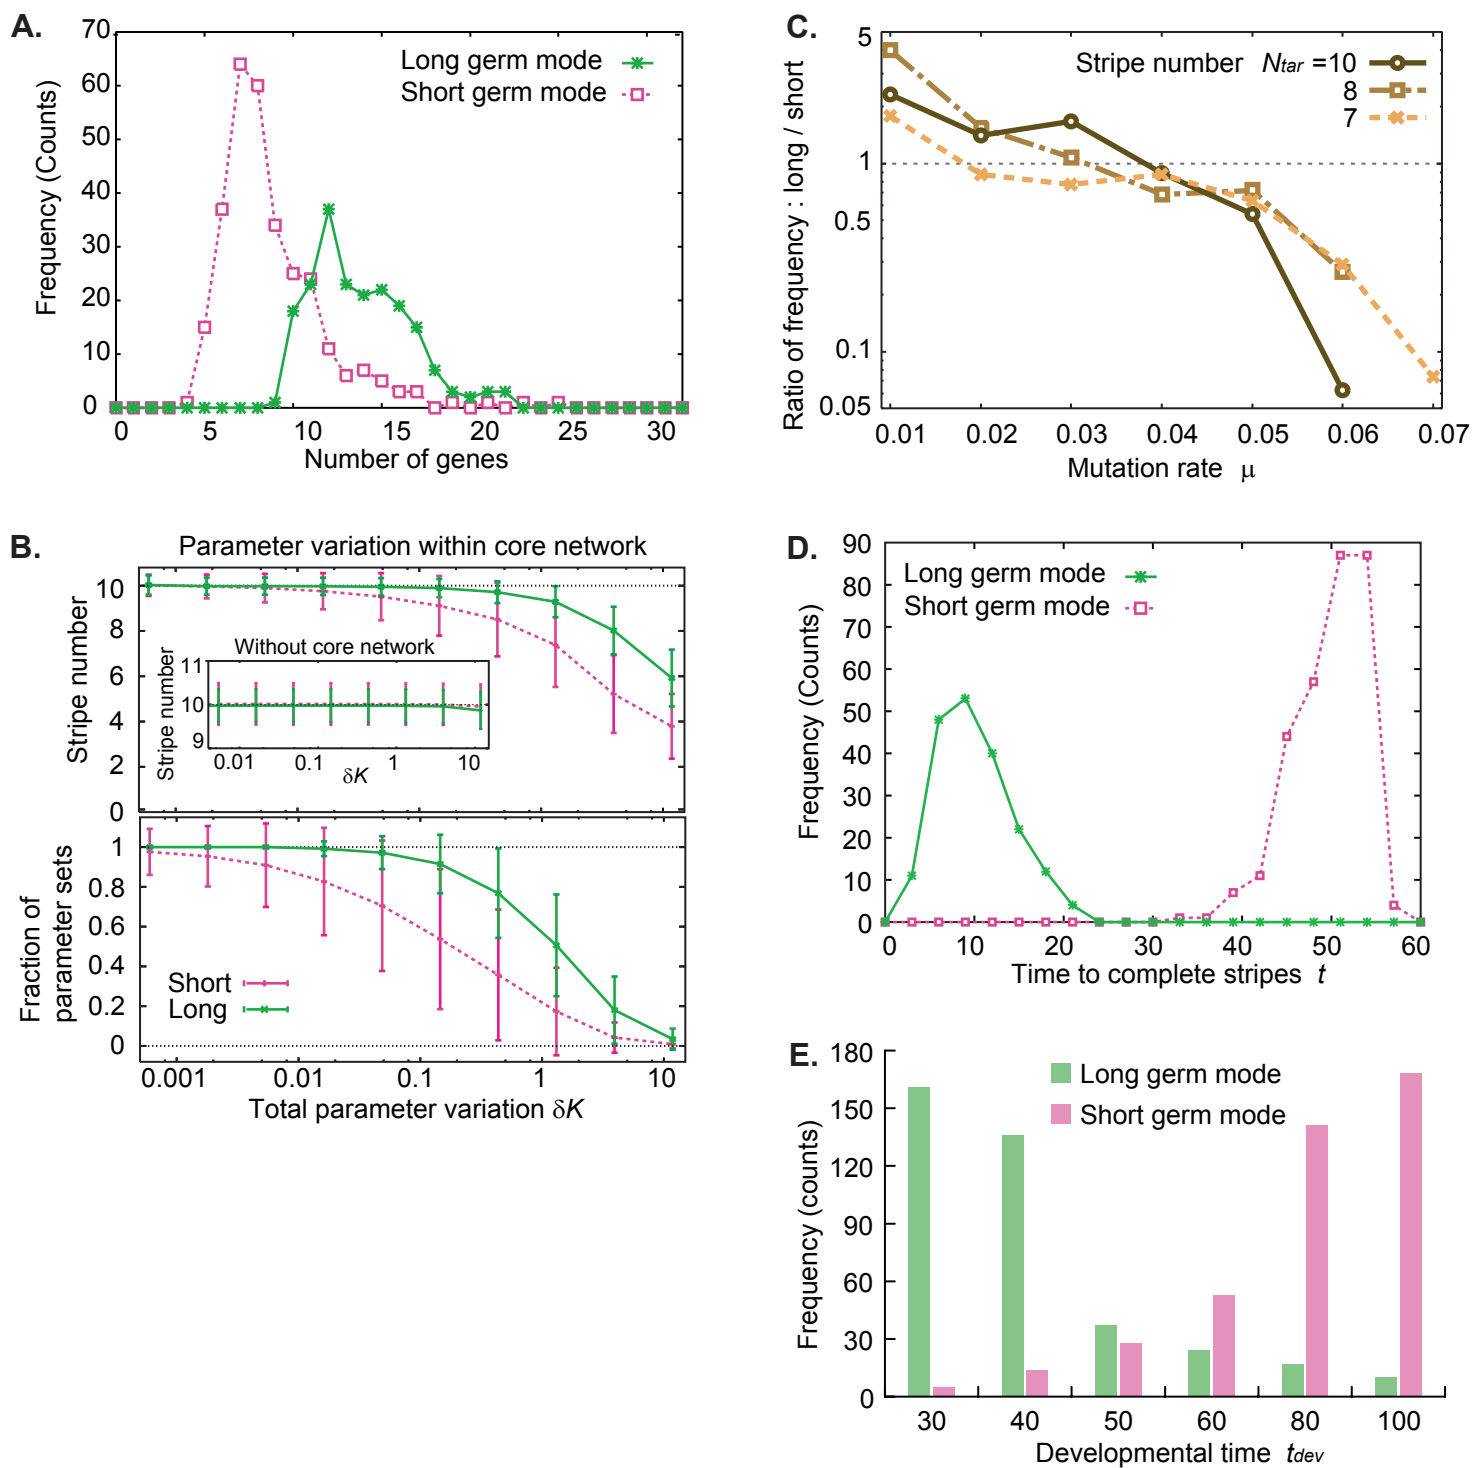 A.
70
60
50
40
30
20
10
0
Frequency (Counts)
Long germ mode
Short germ mode
0 5 10 15 20 25 30
Number of genes
B.
Parameter variation within core network
10
8
6
4
2
0
Stripe number
Without core network
11
10
9
Stripe number
0.01 0.1 1 10
δK
1
0.8
0.6
0.4
0.2
0
Fraction of
parameter sets
Short
Long
0.001 0.01 0.1 1 10
Total parameter variation δK
C.
5
1
0.5
0.1
0.05
Ratio of frequency : long / short
Stripe number Ntar =10
8
7
0.01 0.02 0.03 0.04 0.05 0.06 0.07
Mutation rate μ
D.
90
80
70
60
50
40
30
20
10
0
Frequency (Counts)
Long germ mode
Short germ mode
0 10 20 30 40 50 60
Time to complete stripes t
E.
180
150
120
90
60
30
0
Frequency (counts)
Long germ mode
Short germ mode
30 40 50 60 80 100
Developmental time tdev